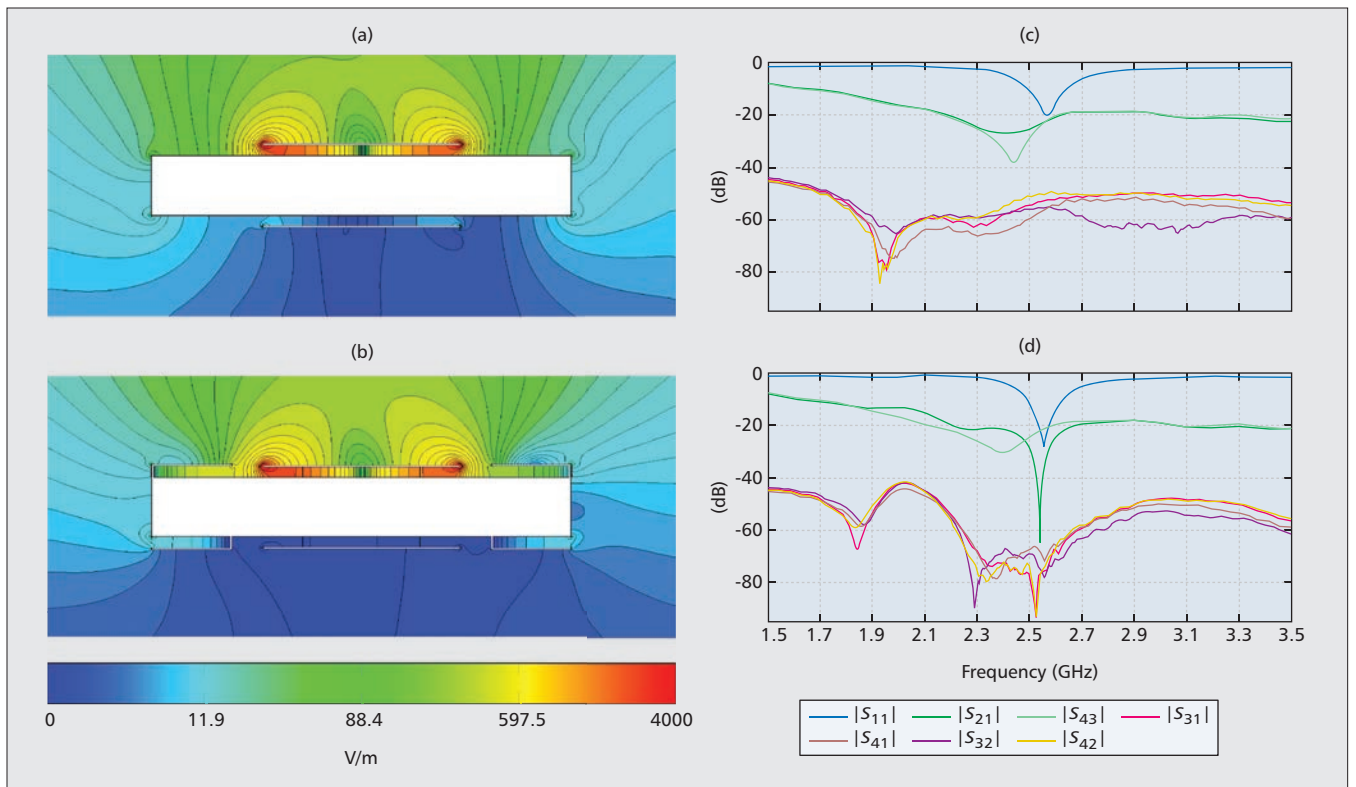 (a)
(b)
0 11.9 88.4 597.5 4000
V/m
(c)
0
-20
-40
-60
-80
(dB)
(d)
0
-20
-40
-60
-80
(dB)
1.5 1.7 1.9 2.1 2.3 2.5 2.7 2.9 3.1 3.3 3.5
Frequency (GHz)
|S11| |S21| |S43| |S31|
|S41| |S32| |S42|